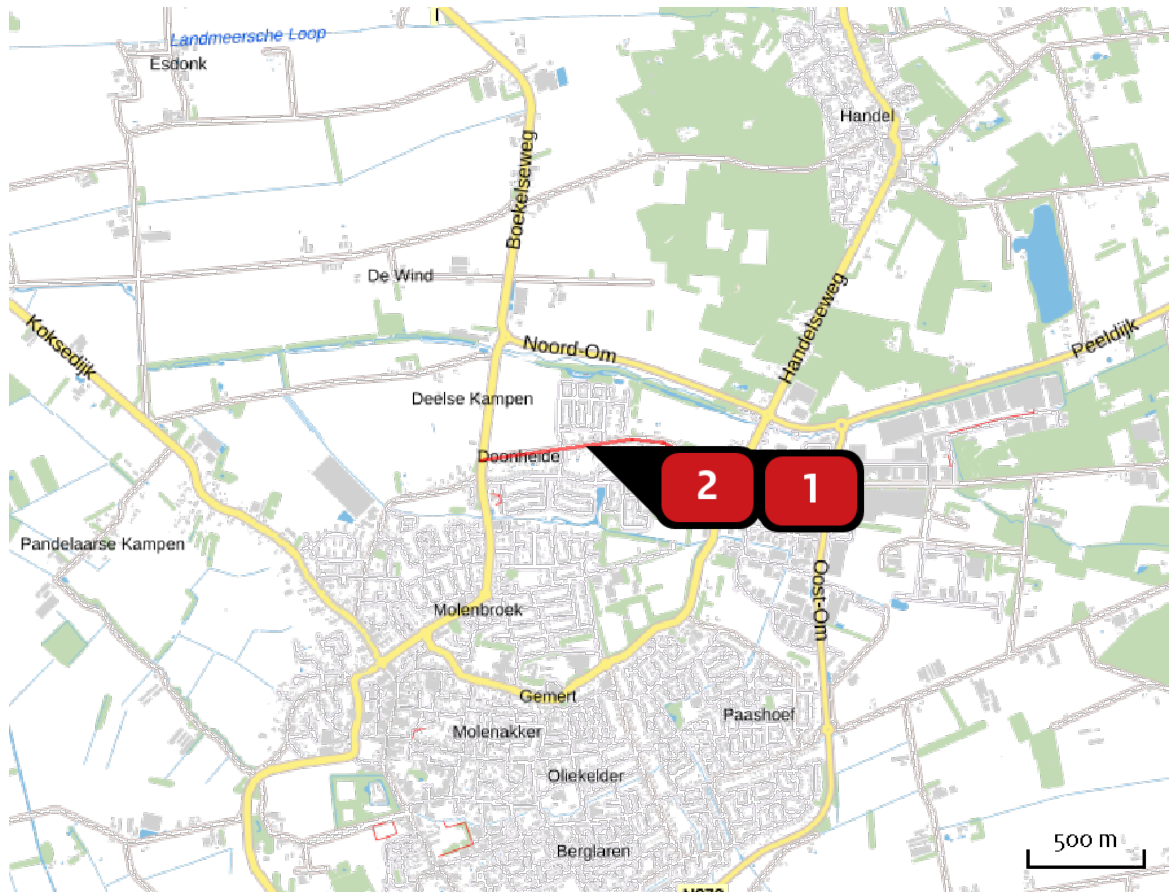 Landmeersche Loop
Esdonk
Handel
Boekelseweg
De Wind
Handelseweg
Koksedijk
Noord-Om
Peeldijk
Deelse Kampen
Doonheide
2
1
Pandelaarse Kampen
Oost-Om
Molenbroek
Gemert
Paashoef
Molenakker
Oliekelder
500 m
Berglaren